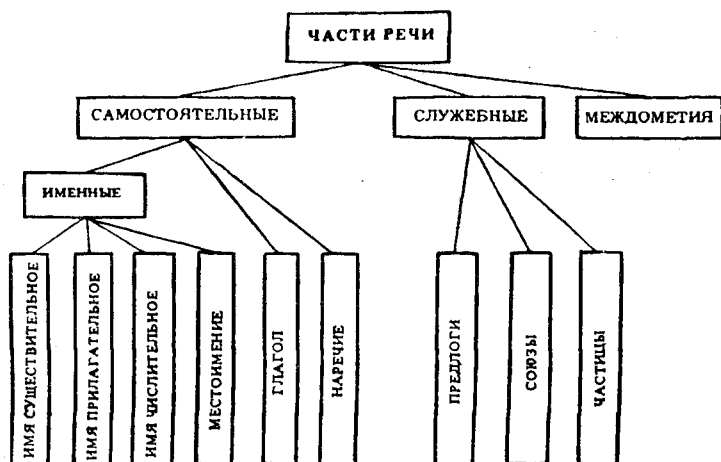 ЧАСТИ РЕЧИ
САМОСТОЯТЕЛЬНЫЕ
СЛУЖЕБНЫЕ
МЕЖДОМЕТИЯ
ИМЕННЫЕ
ИМЯ СУЩЕСТВИТЕЛЬНОЕ
ИМЯ ПРИЛАГАТЕЛЬНОЕ
ИМЯ ЧИСЛИТЕЛЬНОЕ
МЕСТОИМЕНИЕ
ГЛАГОЛ
НАРЕЧИЕ
ПРЕДЛОГИ
СОЮЗЫ
ЧАСТИЦЫ